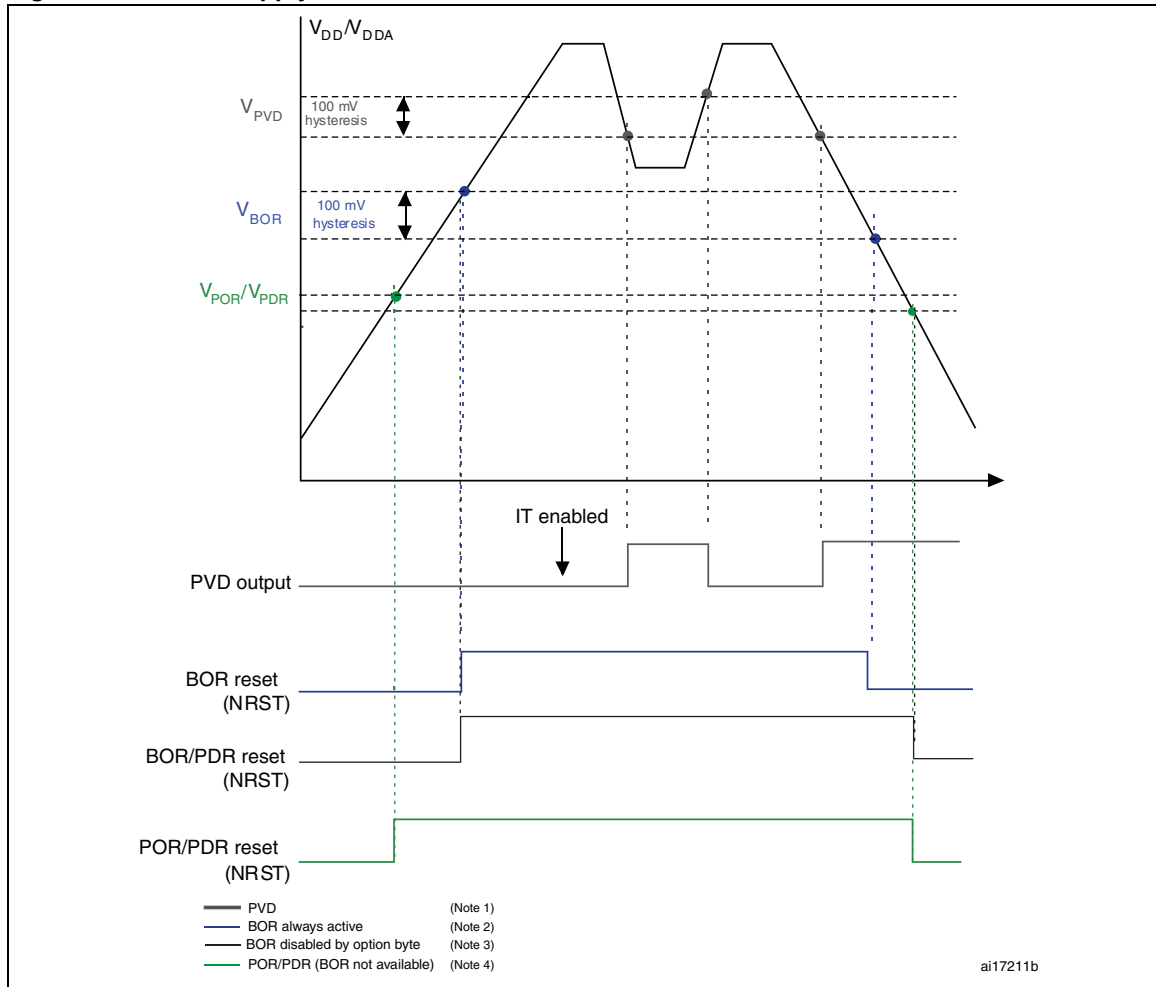 VDD/VDDA
VPVD
100 mV
hysteresis
VBOR
100 mV
hysteresis
VPOR/VPDR
IT enabled
PVD output
BOR reset
(NRST)
BOR/PDR reset
(NRST)
POR/PDR reset
(NRST)
PVD (Note 1)
BOR always active (Note 2)
BOR disabled by option byte (Note 3)
POR/PDR (BOR not available) (Note 4)
ai17211b